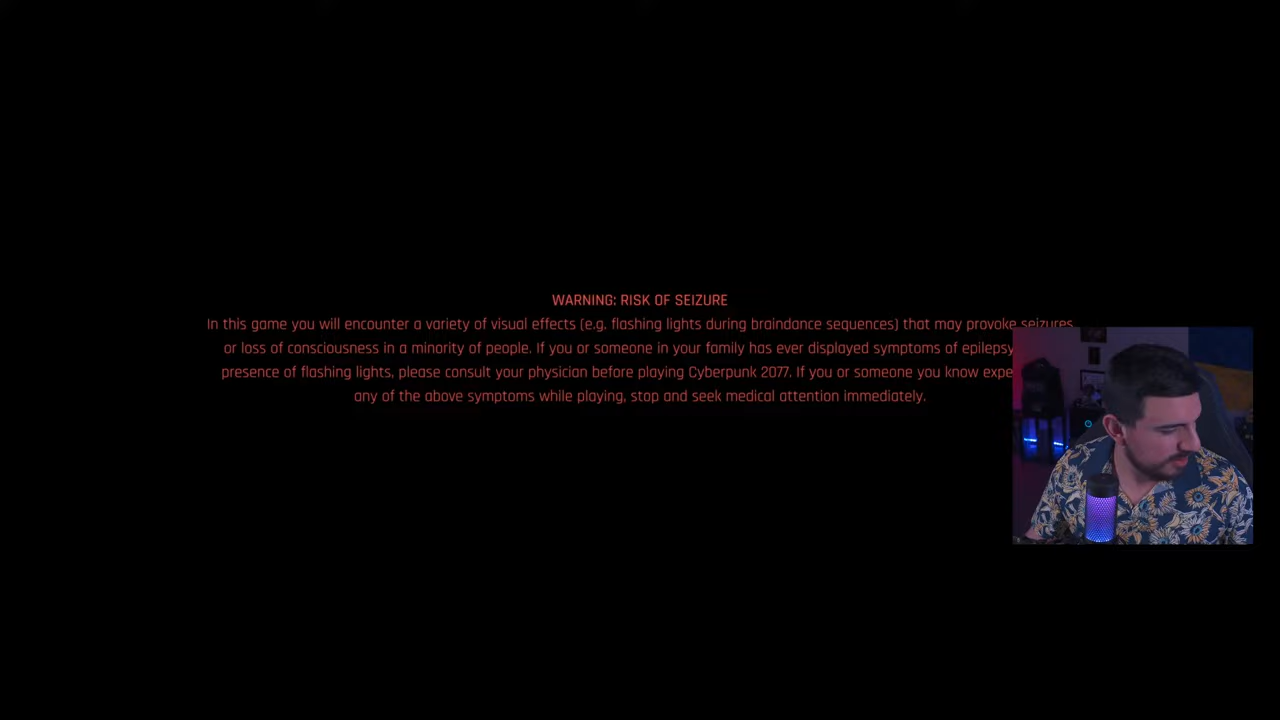 WARNING: RISK OF SEIZURE
In this game you will encounter a variety of visual effects (e.g. flashing lights during braindance sequences) that may provoke seizures
or loss of consciousness in a minority of people. If you or someone in your family has ever displayed symptoms of epilepsy
presence of flashing lights, please consult your physician before playing Cyberpunk 2077. If you or someone you know
any of the above symptoms while playing, stop and seek medical attention immediately.